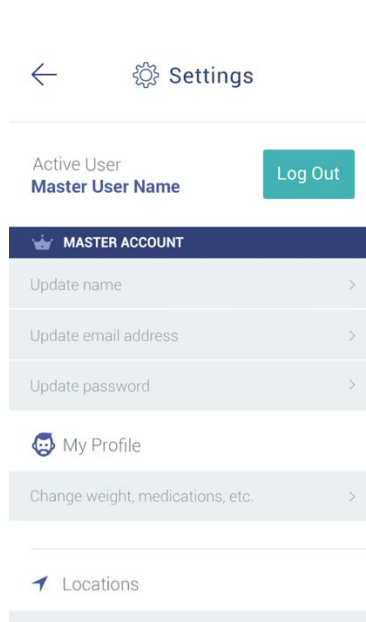 Settings
Active User
Master User Name
Log Out
MASTER ACCOUNT
Update name
Update email address
Update password
My Profile
Change weight, medications, etc.
Locations